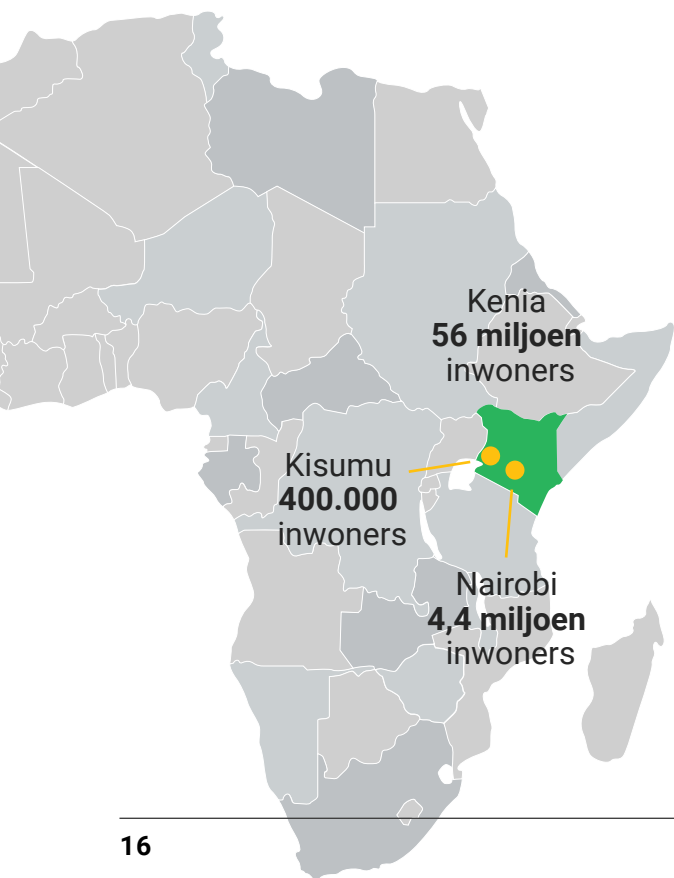 Kenia
56 miljoen
inwoners
Kisumu
400.000
inwoners
Nairobi
4,4 miljoen
inwoners
16